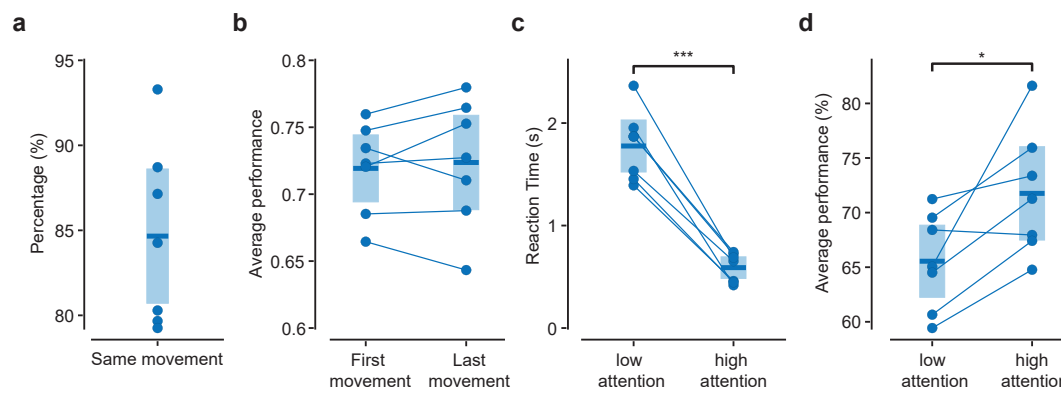 a
Percentage (%)
95
90
85
80
Same movement
b
Average performance
0.8
0.75
0.7
0.65
0.6
First
movement
Last
movement
c
Reaction Time (s)
2
1
0
***
low
attention
high
attention
d
Average performance (%)
80
75
70
65
60
*
low
attention
high
attention